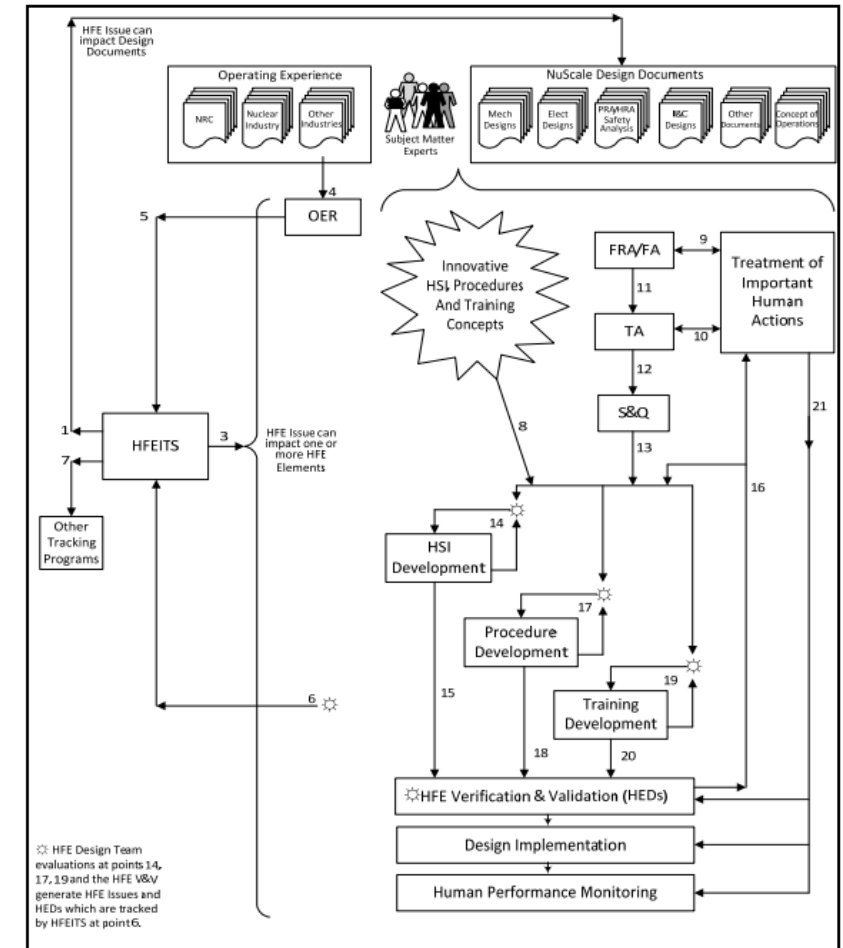 HFE Issue can
impact Design
Documents
Operating Experience
NRC
Nuclear
Industry
Other
Industries
Subject Matter
Experts
NuScale Design Documents
Mech
Designs
Elect
Designs
PRA/HRA
Safety
Analysis
I&C
Designs
Other
Documents
Concept of
Operations
4
5
OER
Innovative
HSI, Procedures
And Training
Concepts
FRA/FA
9
Treatment of
Important
Human
Actions
11
TA
10
12
S&Q
13
21
8
1
7
HFEITS
3
HFE Issue can
impact one or
more HFE
Elements
16
Other
Tracking
Programs
14
HSI
Development
17
Procedure
Development
15
19
Training
Development
6
18
20
HFE Verification & Validation (HEDs)
Design Implementation
Human Performance Monitoring
HFE Design Team
evaluations at points 14,
17, 19 and the HFE V&V
generate HFE Issues and
HEDs which are tracked
by HFEITS at point 6.